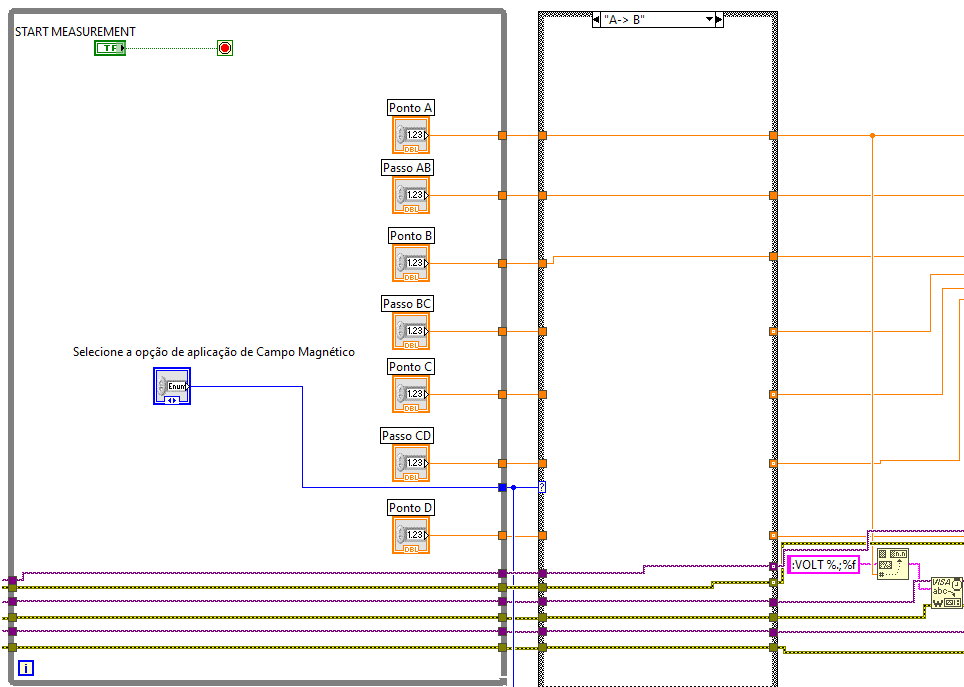 START MEASUREMENT
TF
"A-> B"
Ponto A
1.23
DBL
Passo AB
1.23
DBL
Ponto B
1.23
DBL
Passo BC
1.23
DBL
Selecione a opção de aplicação de Campo Magnético
Enum
Ponto C
1.23
DBL
Passo CD
1.23
DBL
?
Ponto D
1.23
DBL
:VOLT %.;%f
n.n
#
VISA
abc
W
i